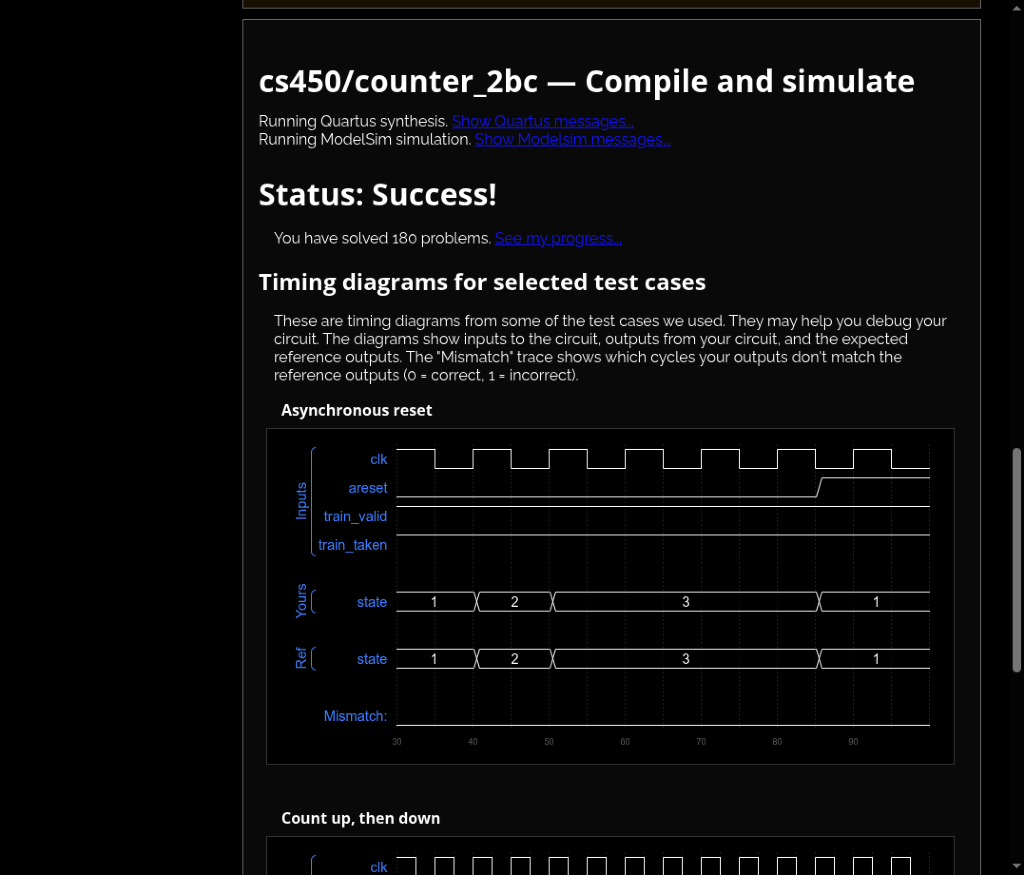 cs450/counter_2bc — Compile and simulate
Running Quartus synthesis. Show Quartus messages...
Running ModelSim simulation. Show Modelsim messages...
Status: Success!
You have solved 180 problems. See my progress...
Timing diagrams for selected test cases
These are timing diagrams from some of the test cases we used. They may help you debug your
circuit. The diagrams show inputs to the circuit, outputs from your circuit, and the expected
reference outputs. The "Mismatch" trace shows which cycles your outputs don't match the
reference outputs (0 = correct, 1 = incorrect).
Asynchronous reset
Inputs
clk
areset
train_valid
train_taken
Yours
state 1 2 3 1
Ref
state 1 2 3 1
Mismatch:
30 40 50 60 70 80 90
Count up, then down
clk